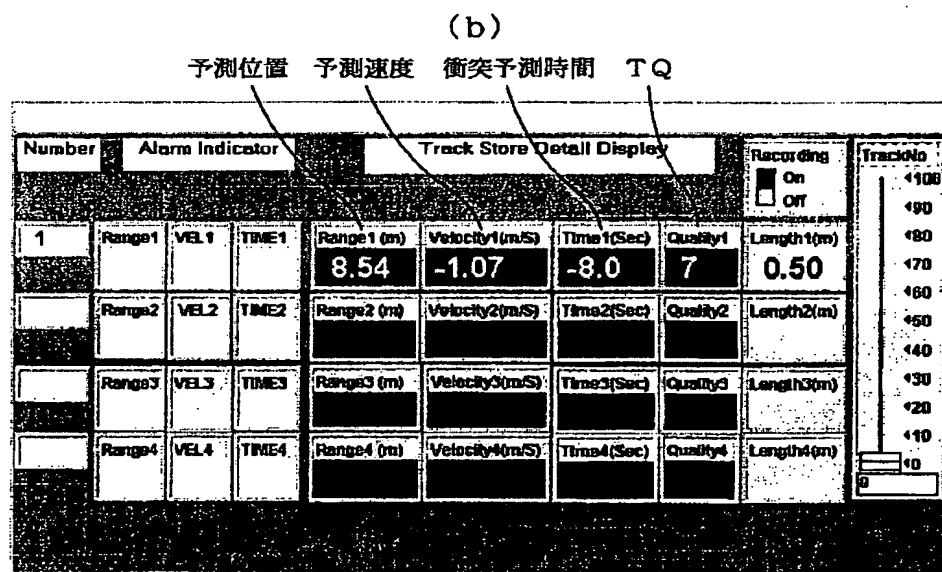 (b)
予測位置 予測速度 衝突予測時間 TQ
Number Alarm Indicator Track Store Detail Display Recording TrackNo
On
Off
100
90
80
70
60
50
40
30
20
10
0
0
1 Range1 VEL1 TIME1 Range1 (m) Velocity1(m/S) Time1(Sec) Quality1 Length1(m)
8.54 -1.07 -8.0 7 0.50
Range2 VEL2 TIME2 Range2 (m) Velocity2(m/S) Time2(Sec) Quality2 Length2(m)
Range3 VEL3 TIME3 Range3 (m) Velocity3(m/S) Time3(Sec) Quality3 Length3(m)
Range4 VEL4 TIME4 Range4 (m) Velocity4(m/S) Time4(Sec) Quality4 Length4(m)